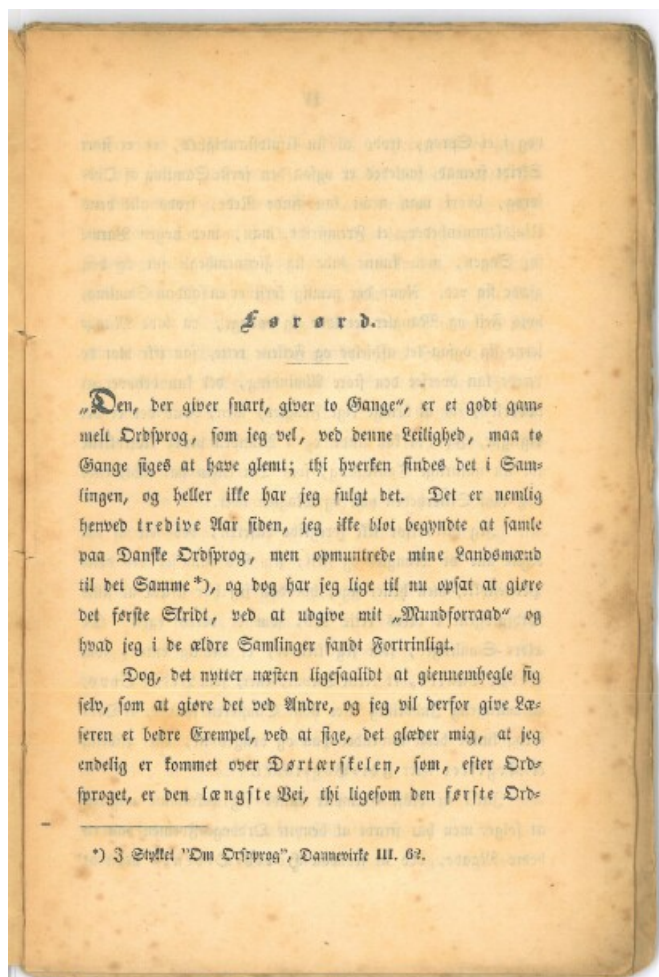 Forord.
„Den, der giver snart, giver to Gange“, er et godt gam=
melt Ordsprog, som jeg vel, ved denne Leilighed, maa to
Gange siges at have glemt; thi hverken findes det i Sam=
lingen, og heller ikke har jeg fulgt det. Det er nemlig
henved tredive Aar siden, jeg ikke blot begyndte at samle
paa Danske Ordsprog, men opmuntrede mine Landsmænd
til det Samme*), og dog har jeg lige til nu opsat at giøre
det første Skridt, ved at udgive mit „Mundforraad“ og
hvad jeg i de ældre Samlinger fandt Fortrinligt.
Dog, det nytter næsten ligesaalidt at giennemhegle sig
selv, som at giøre det ved Andre, og jeg vil derfor give Læ=
seren et bedre Exempel, ved at sige, det glæder mig, at jeg
endelig er kommet over Dørtærskelen, som, efter Ord=
sproget, er den længste Vei, thi ligesom den første Ord=
*) I Stykket "Om Orsprog", Dannevirke III. 62.